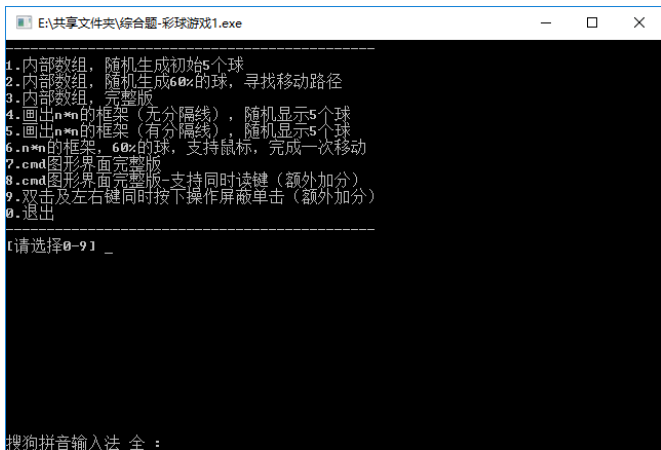 E:\共享文件夹\综合题-彩球游戏1.exe
---------------------------------------------
1.内部数组，随机生成初始5个球
2.内部数组，随机生成60%的球，寻找移动路径
3.内部数组，完整版
4.画出n*n的框架（无分隔线），随机显示5个球
5.画出n*n的框架（有分隔线），随机显示5个球
6.n*n的框架，60%的球，支持鼠标，完成一次移动
7.cmd图形界面完整版
8.cmd图形界面完整版-支持同时读键（额外加分）
9.双击及左右键同时按下操作屏蔽单击（额外加分）
0.退出
---------------------------------------------
[请选择0-9] _
搜狗拼音输入法 全 :